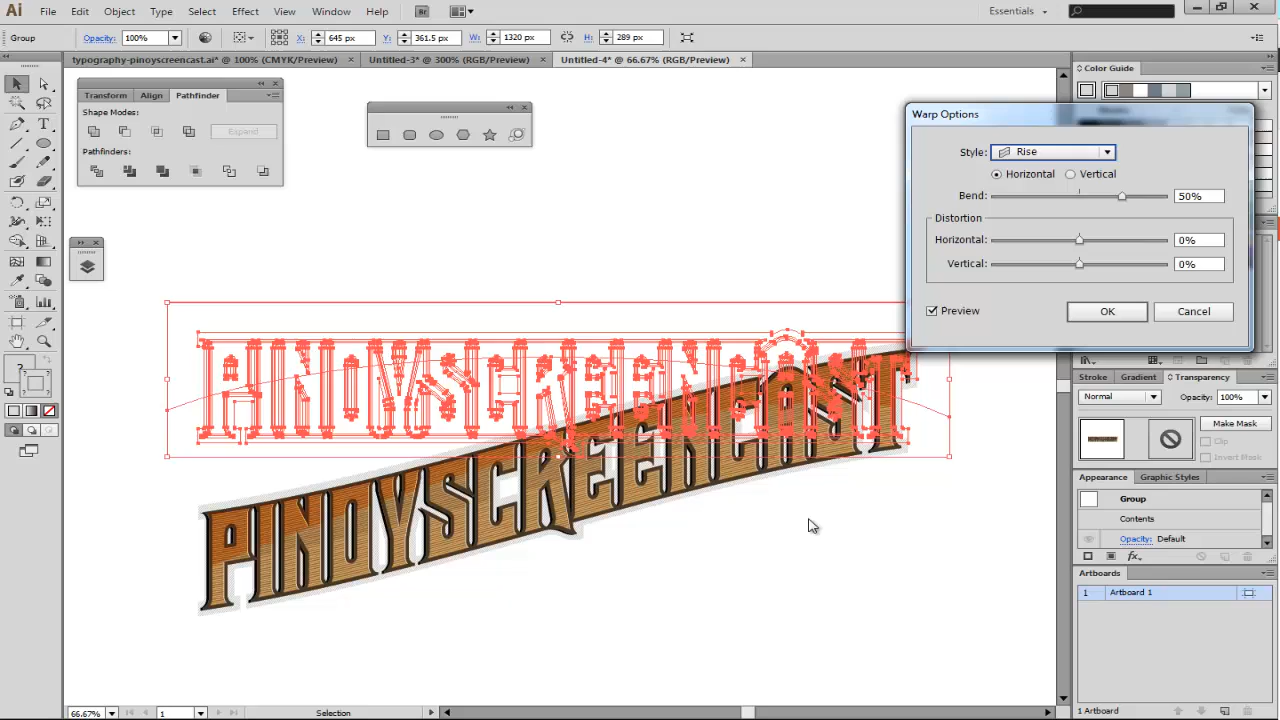 Ai File Edit Object Type Select Effect View Window Help Br Essentials
Group Opacity: 100% X: 645 px Y: 361.5 px W: 1320 px H: 289 px
typography-pinoyscreencast.ai* @ 100% (CMYK/Preview) × Untitled-3* @ 300% (RGB/Preview) × Untitled-4* @ 66.67% (RGB/Preview) ×
Color Guide
Transform Align Pathfinder
Shape Modes:
Expand
Pathfinders:
Warp Options
Style: Rise
Horizontal Vertical
Bend: 50%
Distortion
Horizontal: 0%
Vertical: 0%
Preview OK Cancel
PINOYSCREENCAST
Stroke Gradient Transparency
Normal Opacity: 100%
Make Mask
Clip
Invert Mask
Appearance Graphic Styles
Group
Contents
Opacity: Default
fx
Artboards
1 Artboard 1
1 Artboard
66.67% 1 Selection